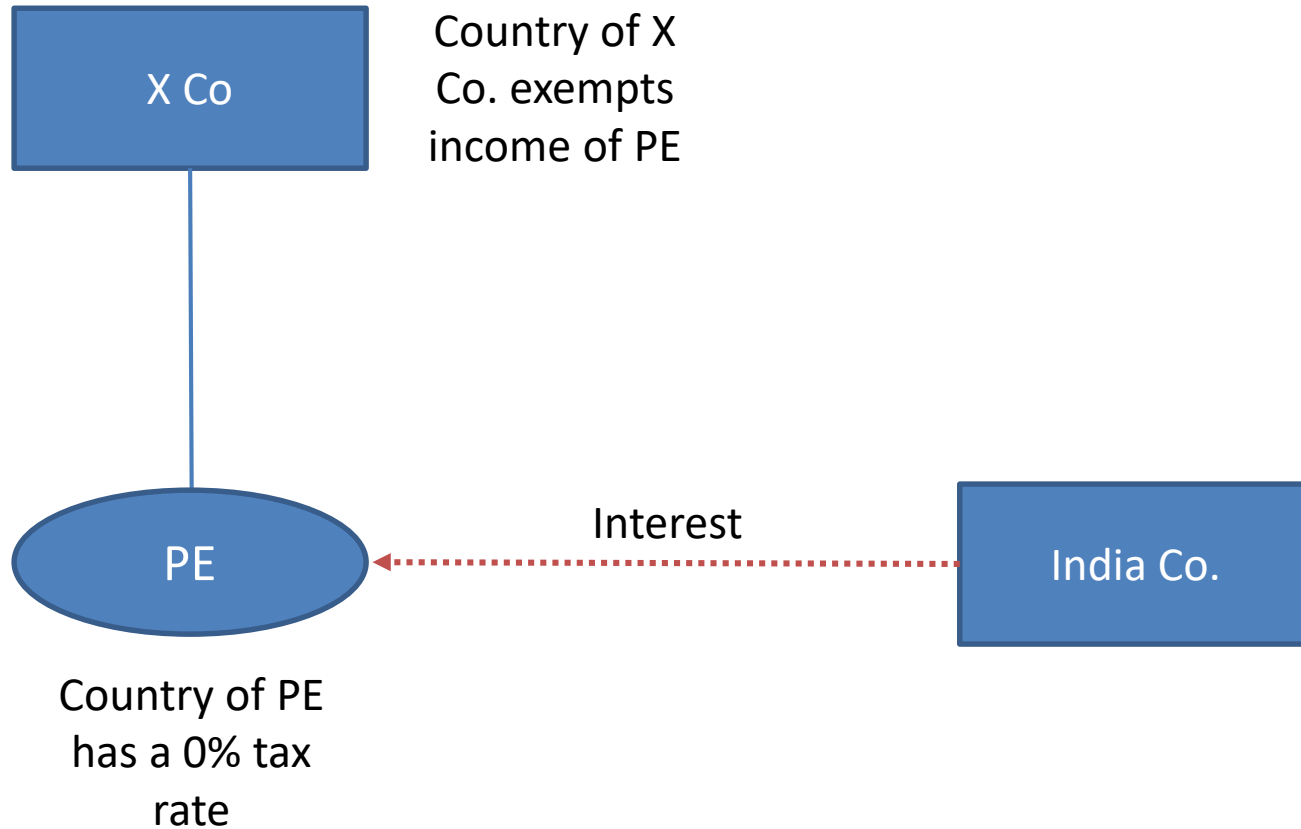 X Co
Country of X
Co. exempts
income of PE
Interest
PE
India Co.
Country of PE
has a 0% tax
rate